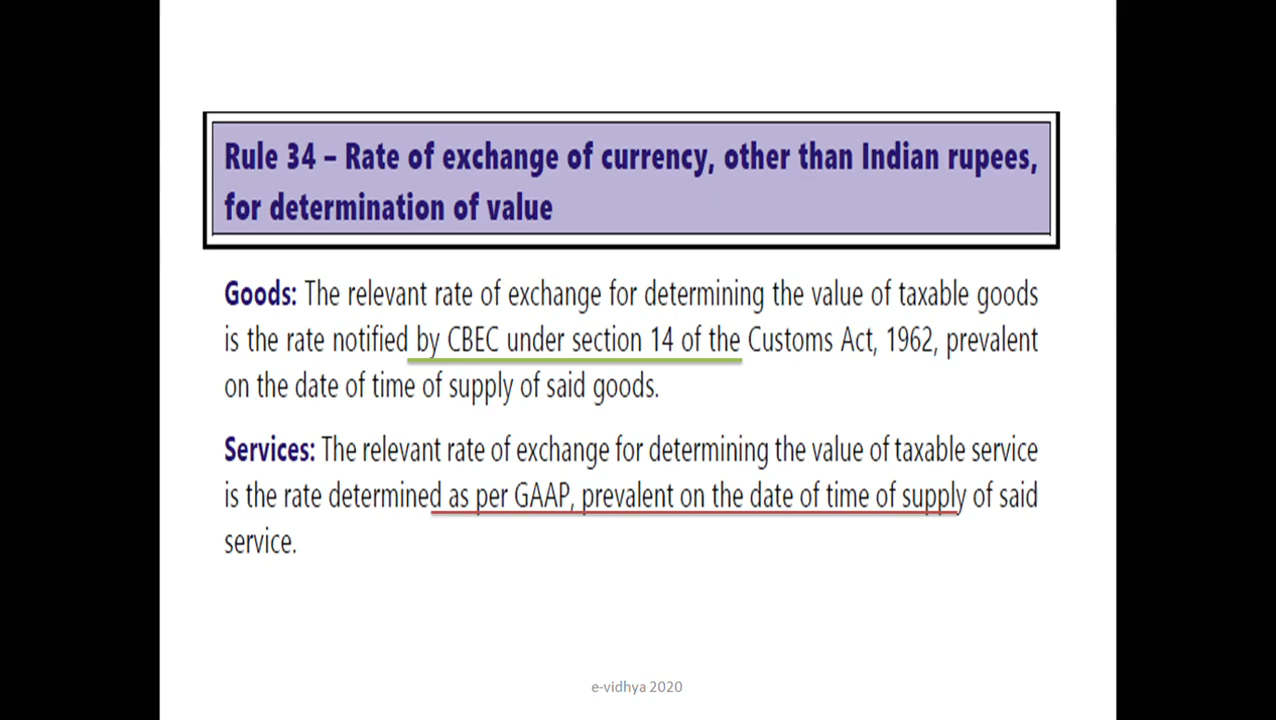 Rule 34 – Rate of exchange of currency, other than Indian rupees,
for determination of value
Goods: The relevant rate of exchange for determining the value of taxable goods
is the rate notified by CBEC under section 14 of the Customs Act, 1962, prevalent
on the date of time of supply of said goods.
Services: The relevant rate of exchange for determining the value of taxable service
is the rate determined as per GAAP, prevalent on the date of time of supply of said
service.
e-vidhya 2020